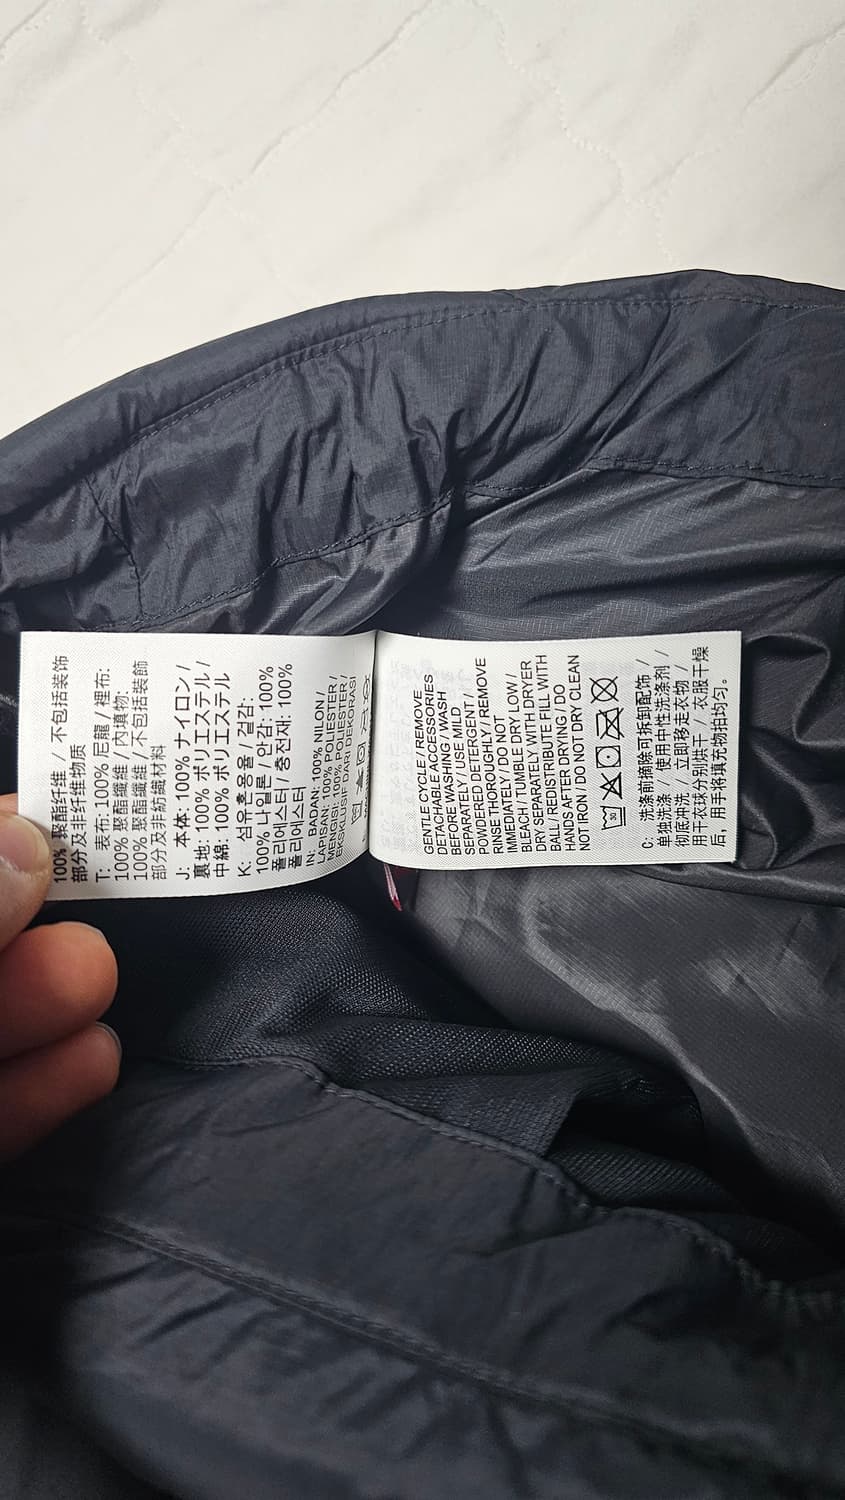 100% 聚酯纤维 / 不包括装饰
部分及非纤维物质
T: 表布: 100% 尼龍 / 裡布:
100% 聚酯纖維 / 內填物:
100% 聚酯纖維 / 不包括裝飾
部分及非紡織材料
J: 本体: 100% ナイロン /
裏地: 100% ポリエステル /
中綿: 100% ポリエステル
K: 섬유혼용율 / 겉감:
100% 나일론 / 안감: 100%
폴리에스터 / 충전재: 100%
폴리에스터
IN: BADAN: 100% NILON /
LAPISAN: 100% POLIESTER /
MENGISI: 100% POLIESTER /
EKSKLUSIF DARI DEKORASI
GENTLE CYCLE / REMOVE
DETACHABLE ACCESSORIES
BEFORE WASHING / WASH
SEPARATELY / USE MILD
POWDERED DETERGENT /
RINSE THOROUGHLY / REMOVE
IMMEDIATELY / DO NOT
BLEACH / TUMBLE DRY LOW /
DRY SEPARATELY WITH DRYER
BALL / REDISTRIBUTE FILL WITH
HANDS AFTER DRYING / DO
NOT IRON / DO NOT DRY CLEAN
30
C: 洗涤前摘除可拆卸配饰 /
单独洗涤 / 使用中性洗涤剂 /
彻底冲洗 / 立即移走衣物 /
用干衣球分别烘干 / 衣服干燥
后，用手将填充物拍均匀。